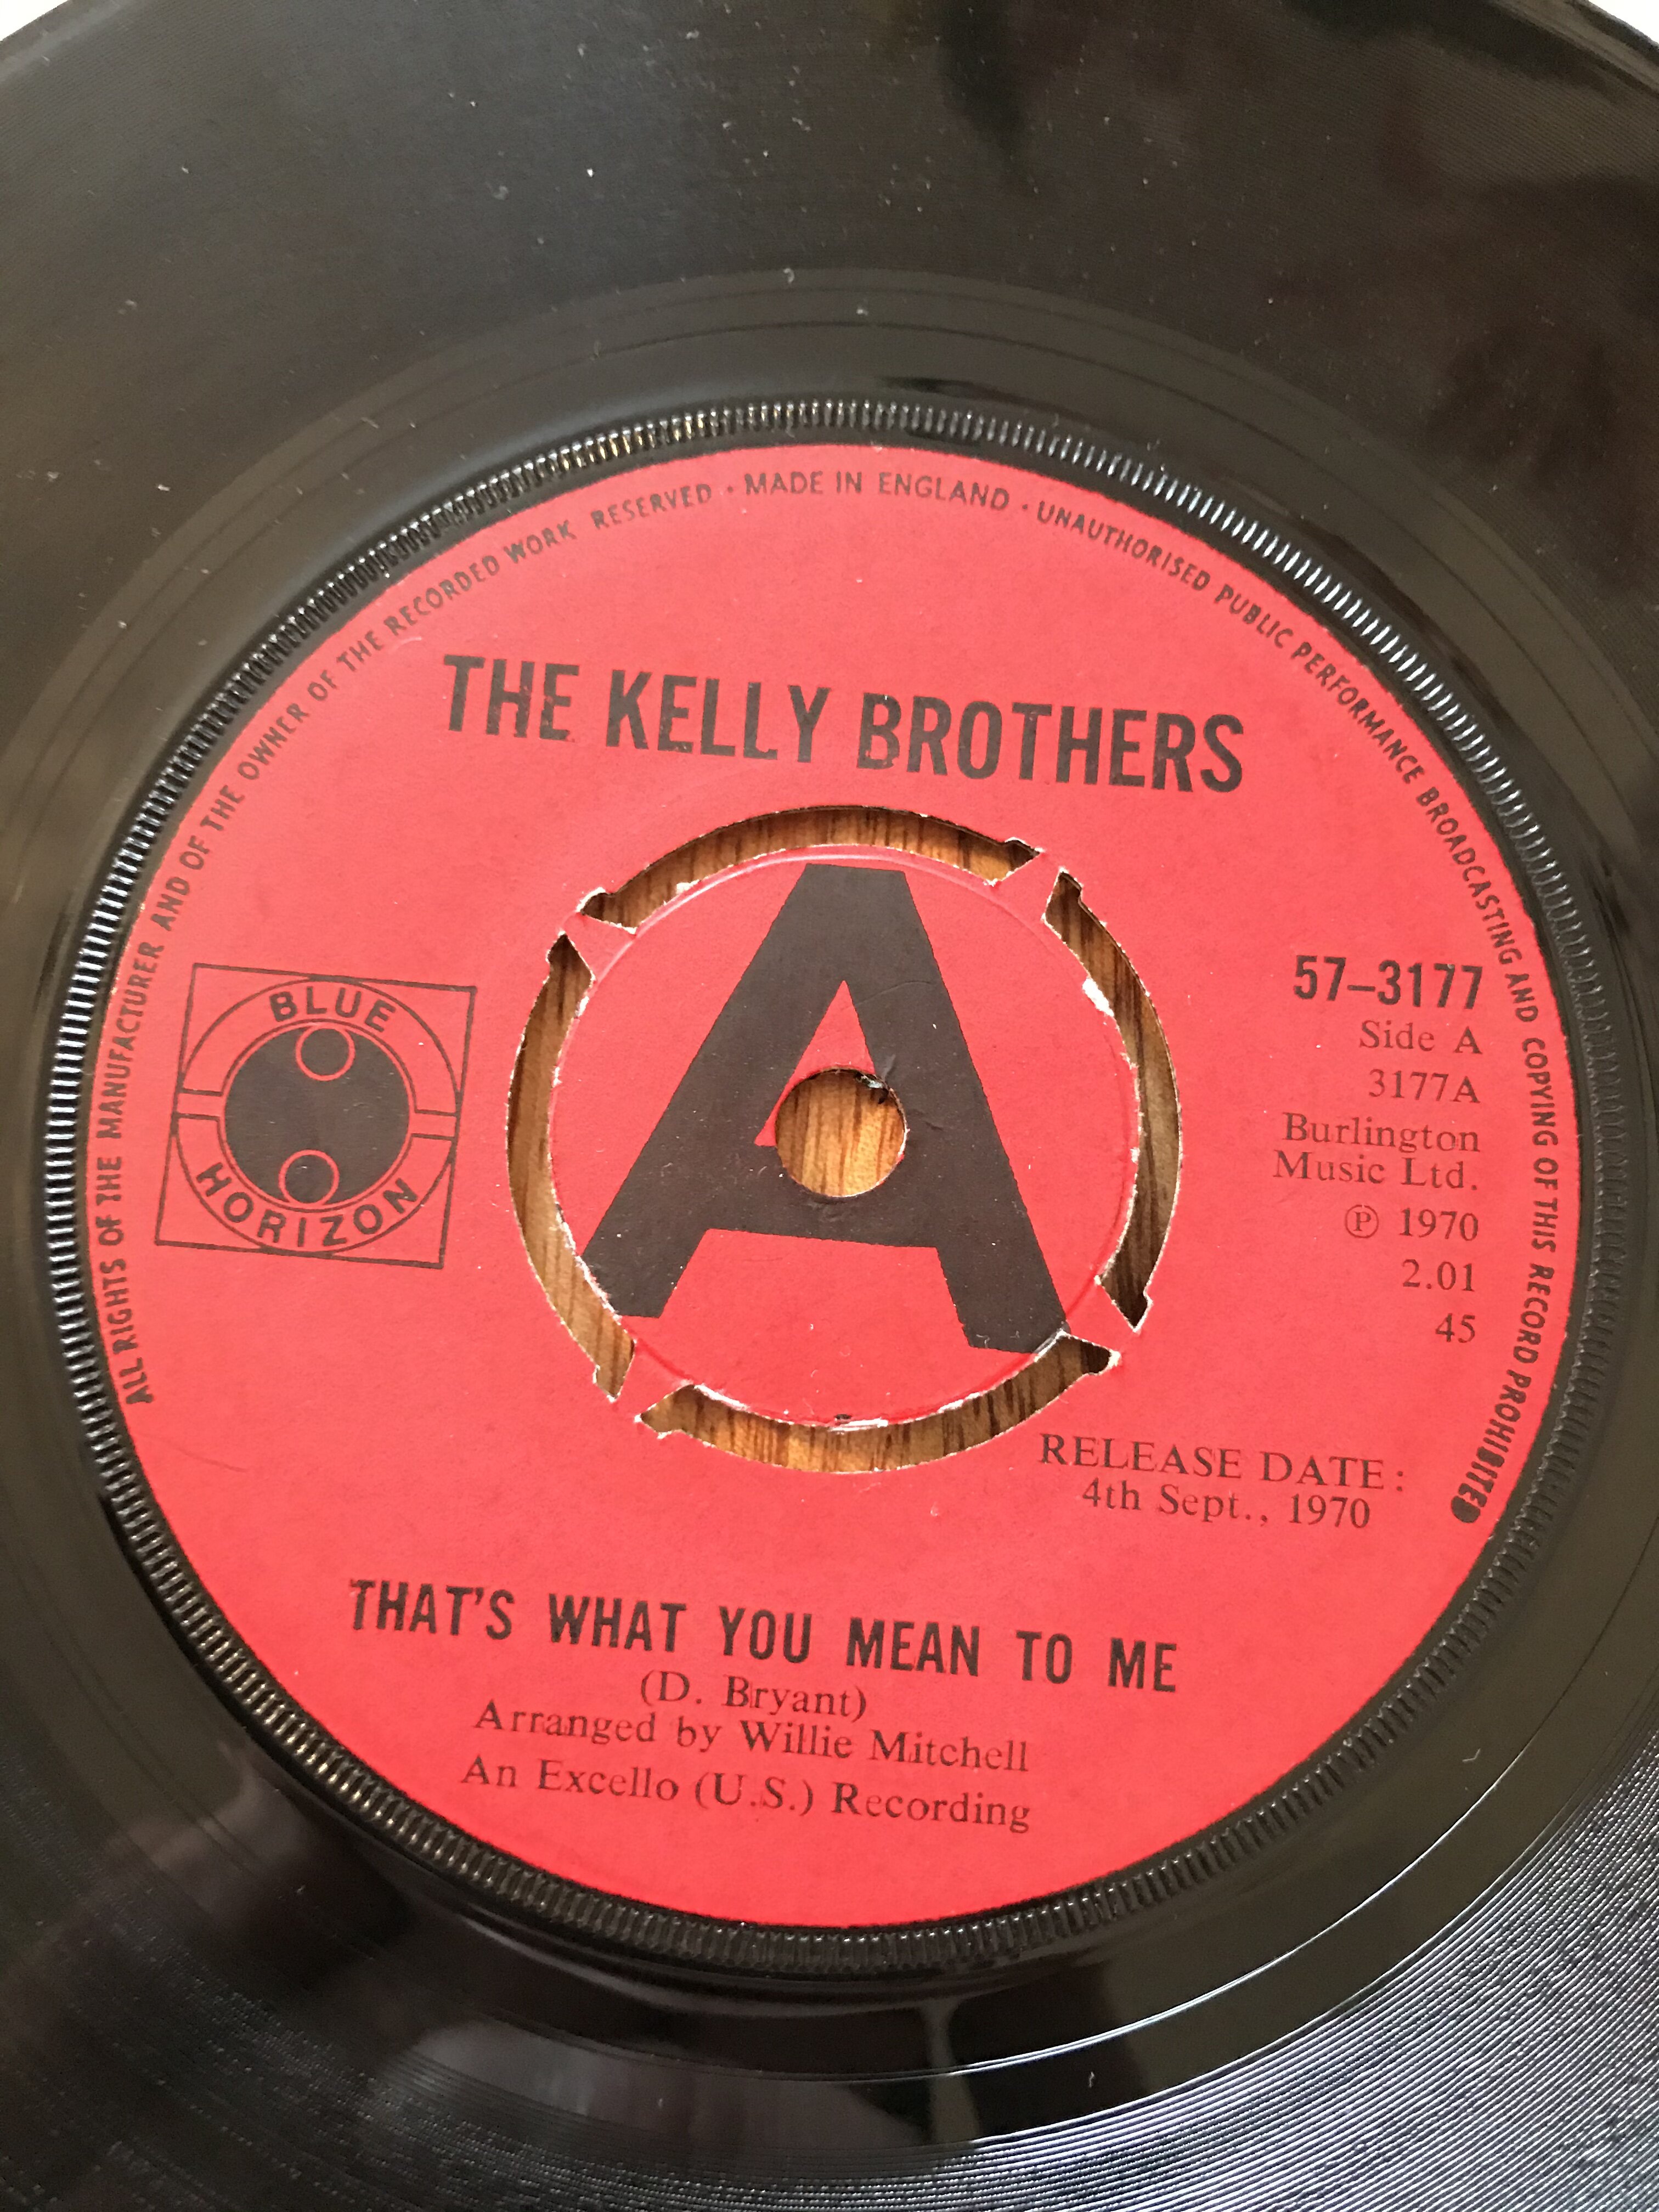 ALL RIGHTS OF THE MANUFACTURER AND OF THE OWNER OF THE RECORDED WORK RESERVED · MADE IN ENGLAND · UNAUTHORISED PUBLIC PERFORMANCE BROADCASTING AND COPYING OF THIS RECORD PROHIBITED
THE KELLY BROTHERS
BLUE
HORIZON
A
57–3177
Side A
3177A
Burlington
Music Ltd.
℗ 1970
2.01
45
RELEASE DATE:
4th Sept., 1970
THAT'S WHAT YOU MEAN TO ME
(D. Bryant)
Arranged by Willie Mitchell
An Excello (U.S.) Recording